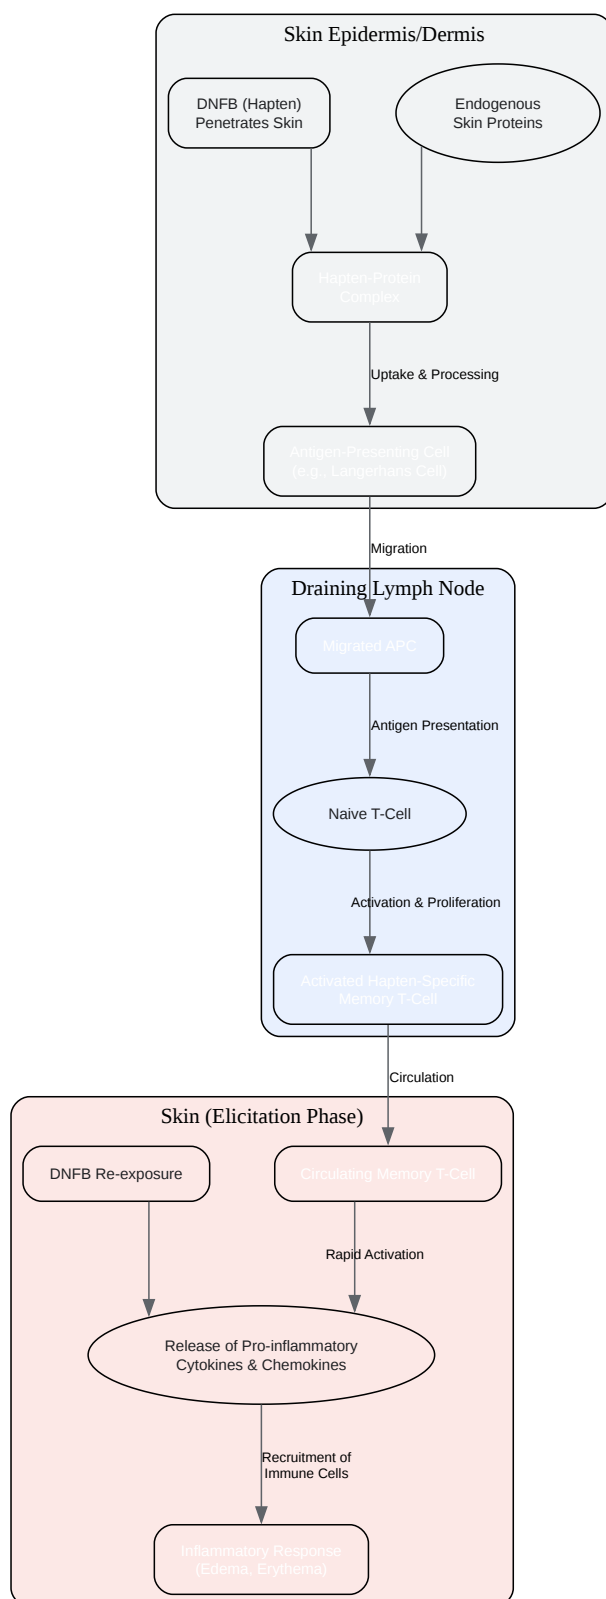 Skin Epidermis/Dermis
DNFB (Hapten)
Penetrates Skin
Endogenous
Skin Proteins
Hapten-Protein
Complex
Uptake & Processing
Antigen-Presenting Cell
(e.g., Langerhans Cell)
Migration
Draining Lymph Node
Migrated APC
Antigen Presentation
Naive T-Cell
Activation & Proliferation
Activated Hapten-Specific
Memory T-Cell
Circulation
Skin (Elicitation Phase)
DNFB Re-exposure
Circulating Memory T-Cell
Rapid Activation
Release of Pro-inflammatory
Cytokines & Chemokines
Recruitment of
Immune Cells
Inflammatory Response
(Edema, Erythema)